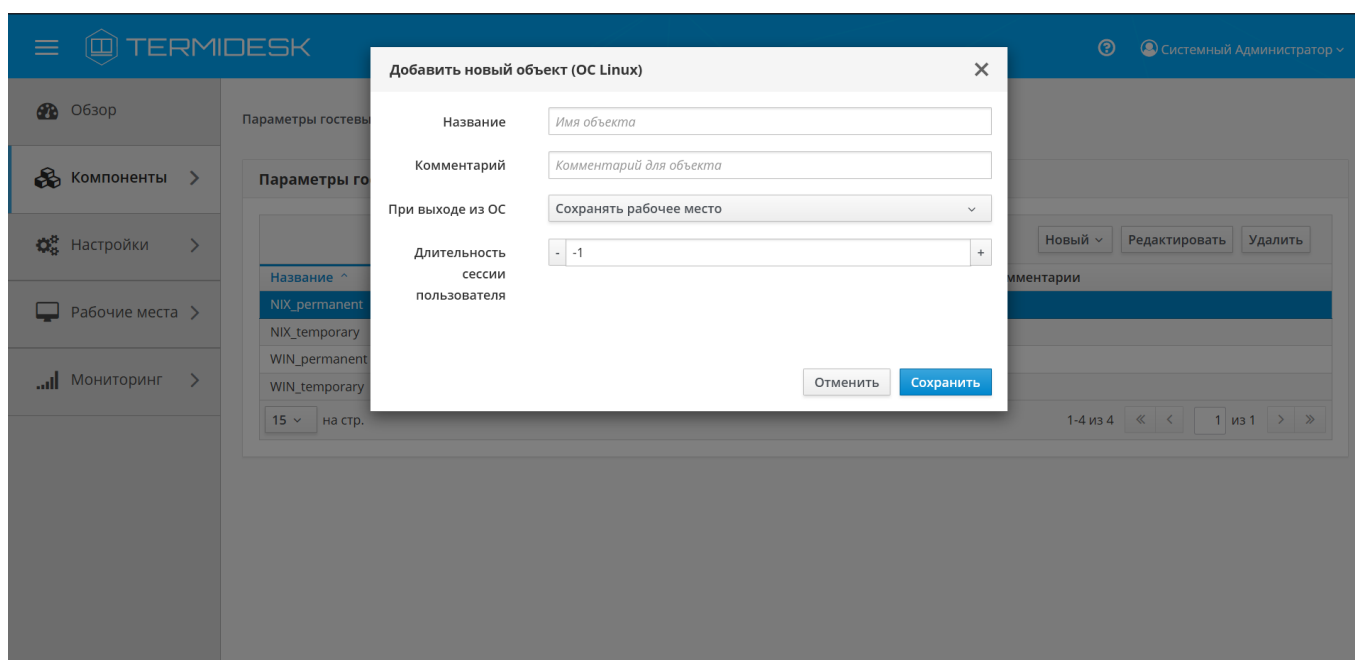 TERMIDESK
Системный Администратор
Добавить новый объект (ОС Linux)
Обзор
Компоненты
Настройки
Рабочие места
Мониторинг
Параметры гостевы
Параметры го
Название
Имя объекта
Комментарий
Комментарий для объекта
При выходе из ОС
Сохранять рабочее место
Длительность
сессии
пользователя
- -1 +
Отменить Сохранить
Новый Редактировать Удалить
Название мментарии
NIX_permanent
NIX_temporary
WIN_permanent
WIN_temporary
15 на стр. 1-4 из 4 1 из 1